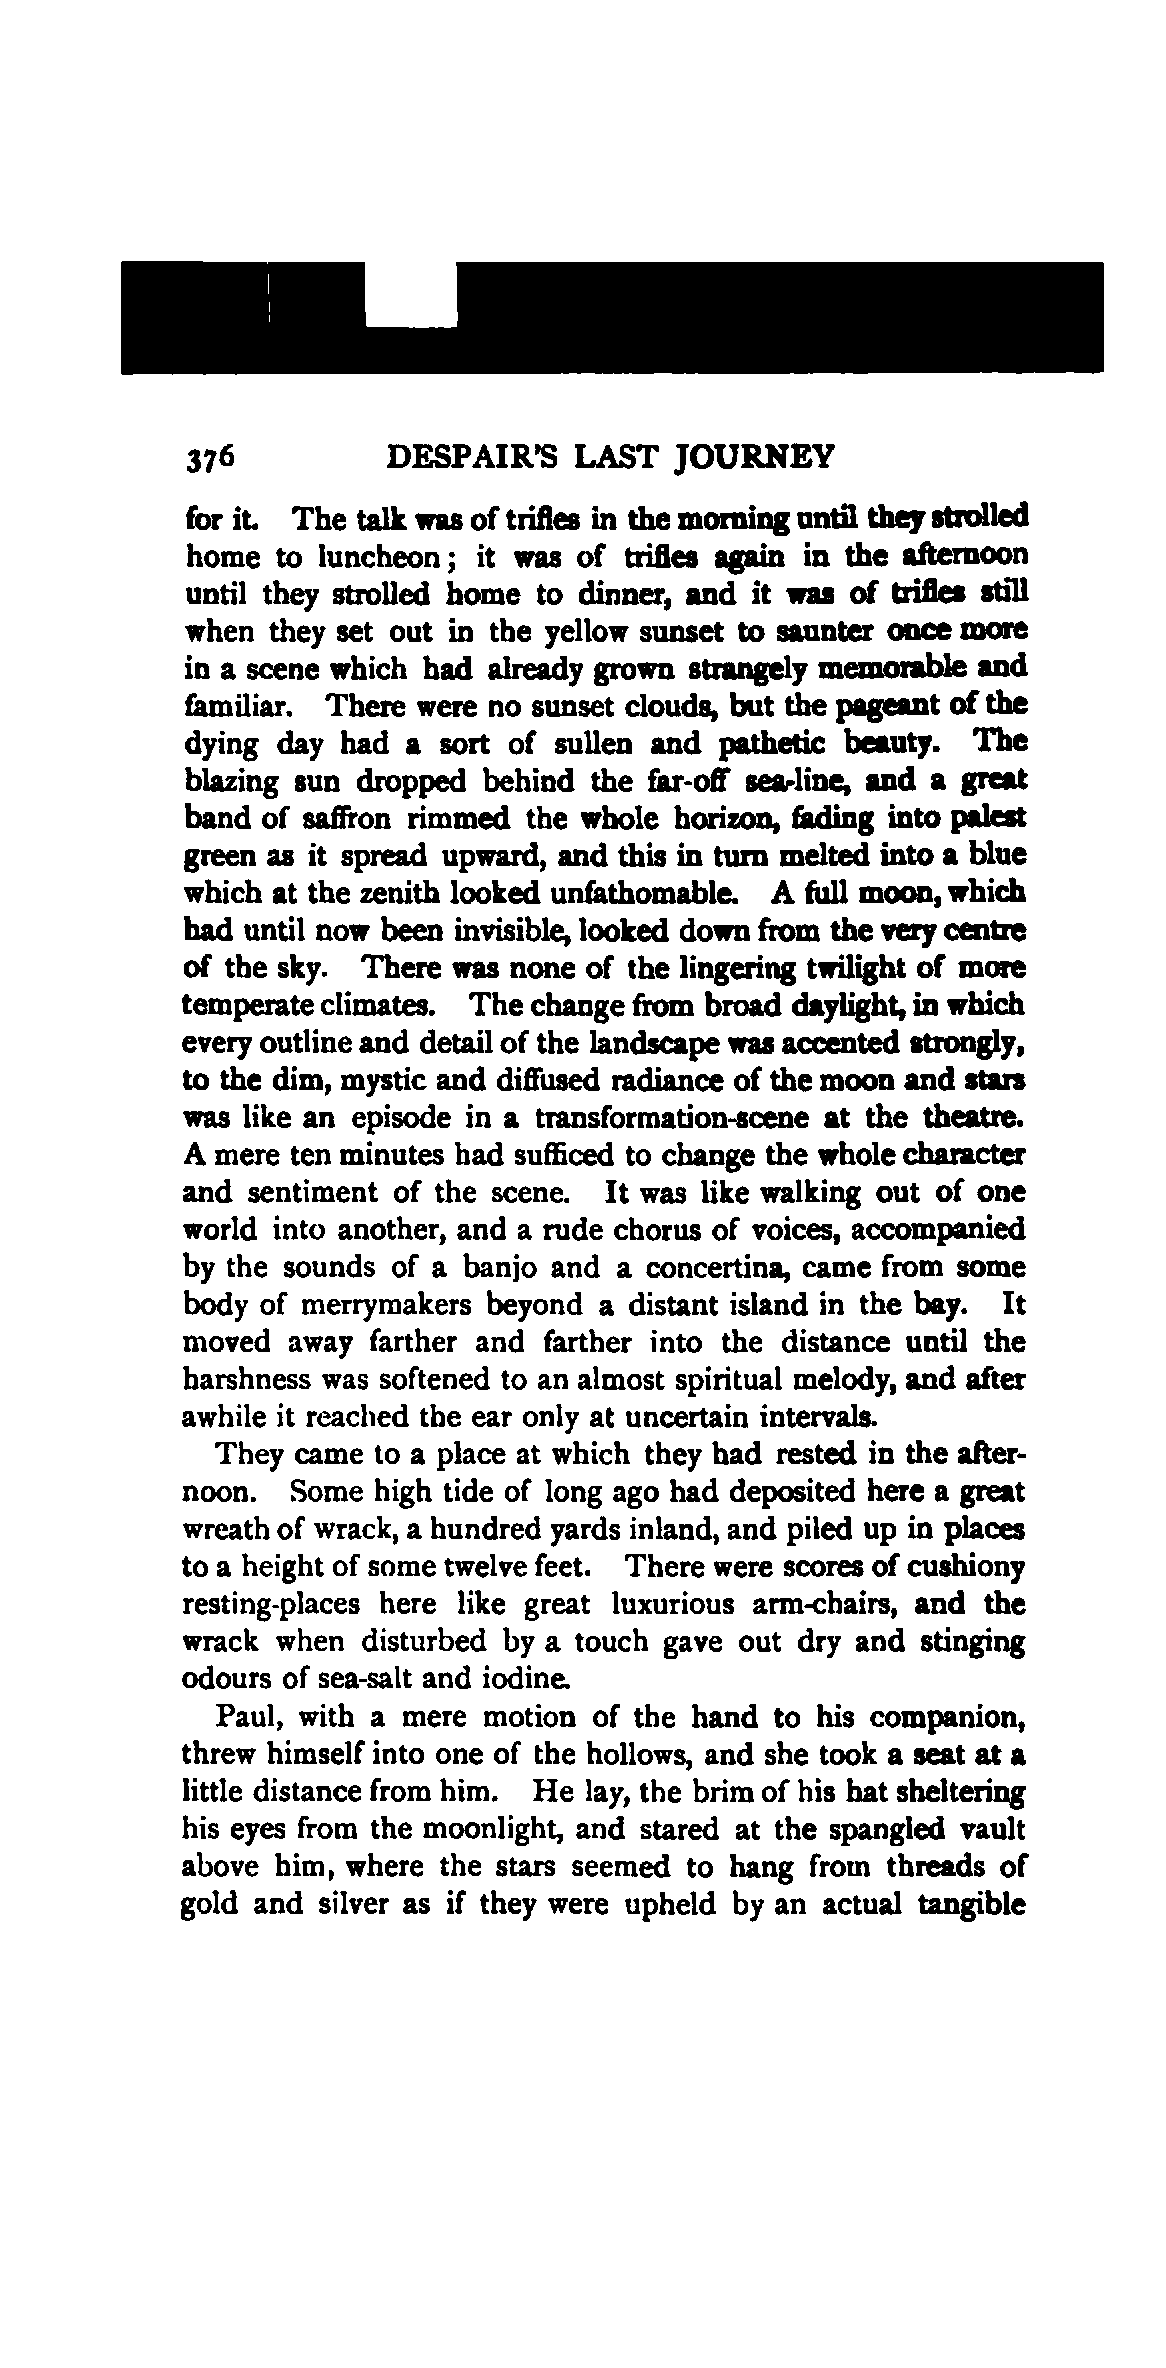 376 DESPAIR'S LAST JOURNEY
for it. The talk was of trifles in the morning until they strolled
home to luncheon; it was of trifles again in the afternoon
until they strolled home to dinner, and it was of trifles still
when they set out in the yellow sunset to saunter once more
in a scene which had already grown strangely memorable and
familiar. There were no sunset clouds, but the pageant of the
dying day had a sort of sullen and pathetic beauty. The
blazing sun dropped behind the far-off sea-line, and a great
band of saffron rimmed the whole horizon, fading into palest
green as it spread upward, and this in turn melted into a blue
which at the zenith looked unfathomable. A full moon, which
had until now been invisible, looked down from the very centre
of the sky. There was none of the lingering twilight of more
temperate climates. The change from broad daylight, in which
every outline and detail of the landscape was accented strongly,
to the dim, mystic and diffused radiance of the moon and stars
was like an episode in a transformation-scene at the theatre.
A mere ten minutes had sufficed to change the whole character
and sentiment of the scene. It was like walking out of one
world into another, and a rude chorus of voices, accompanied
by the sounds of a banjo and a concertina, came from some
body of merrymakers beyond a distant island in the bay. It
moved away farther and farther into the distance until the
harshness was softened to an almost spiritual melody, and after
awhile it reached the ear only at uncertain intervals.
They came to a place at which they had rested in the after-
noon. Some high tide of long ago had deposited here a great
wreath of wrack, a hundred yards inland, and piled up in places
to a height of some twelve feet. There were scores of cushiony
resting-places here like great luxurious arm-chairs, and the
wrack when disturbed by a touch gave out dry and stinging
odours of sea-salt and iodine.
Paul, with a mere motion of the hand to his companion,
threw himself into one of the hollows, and she took a seat at a
little distance from him. He lay, the brim of his hat sheltering
his eyes from the moonlight, and stared at the spangled vault
above him, where the stars seemed to hang from threads of
gold and silver as if they were upheld by an actual tangible